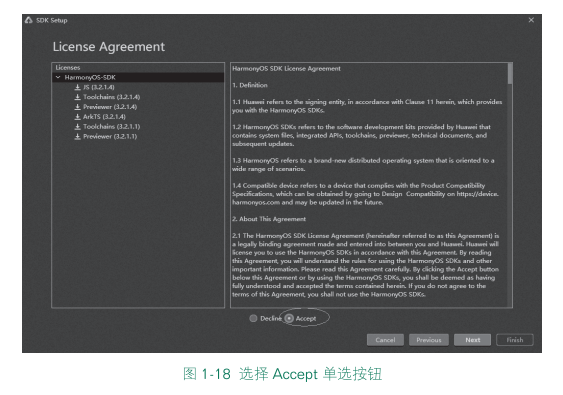 SDK Setup
License Agreement
Licenses
HarmonyOS-SDK
JS (3.2.1.4)
Toolchains (3.2.1.4)
Previewer (3.2.1.4)
ArkTS (3.2.1.4)
Toolchains (3.2.1.1)
Previewer (3.2.1.1)
HarmonyOS SDK License Agreement
1. Definition
1.1 Huawei refers to the signing entity, in accordance with Clause 11 herein, which provides
you with the HarmonyOS SDKs.
1.2 HarmonyOS SDKs refers to the software development kits provided by Huawei that
contains system files, integrated APIs, toolchains, previewer, technical documents, and
subsequent updates.
1.3 HarmonyOS refers to a brand-new distributed operating system that is oriented to a
wide range of scenarios.
1.4 Compatible device refers to a device that complies with the Product Compatibility
Specifications, which can be obtained by going to Design Compatibility on https://device.
harmonyos.com and may be updated in the future.
2. About This Agreement
2.1 The HarmonyOS SDK License Agreement (hereinafter referred to as this Agreement) is
a legally binding agreement made and entered into between you and Huawei. Huawei will
license you to use the HarmonyOS SDKs in accordance with this Agreement. By reading
this Agreement, you will understand the rules for using the HarmonyOS SDKs and other
important information. Please read this Agreement carefully. By clicking the Accept button
below this Agreement or by using the HarmonyOS SDKs, you shall be deemed as having
fully understood and accepted the terms contained herein. If you do not agree to the
terms of this Agreement, you shall not use the HarmonyOS SDKs.
Decline Accept
Cancel Previous Next Finish
图 1-18 选择 Accept 单选按钮